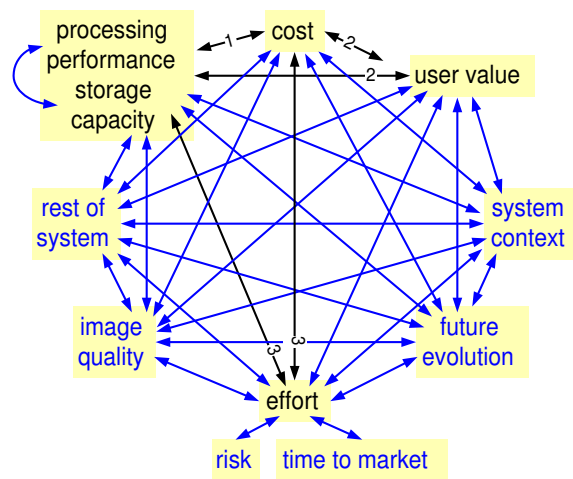 processing
performance
storage
capacity
1
cost
2
user value
2
rest of
system
system
context
image
quality
3
3
future
evolution
effort
risk
time to market